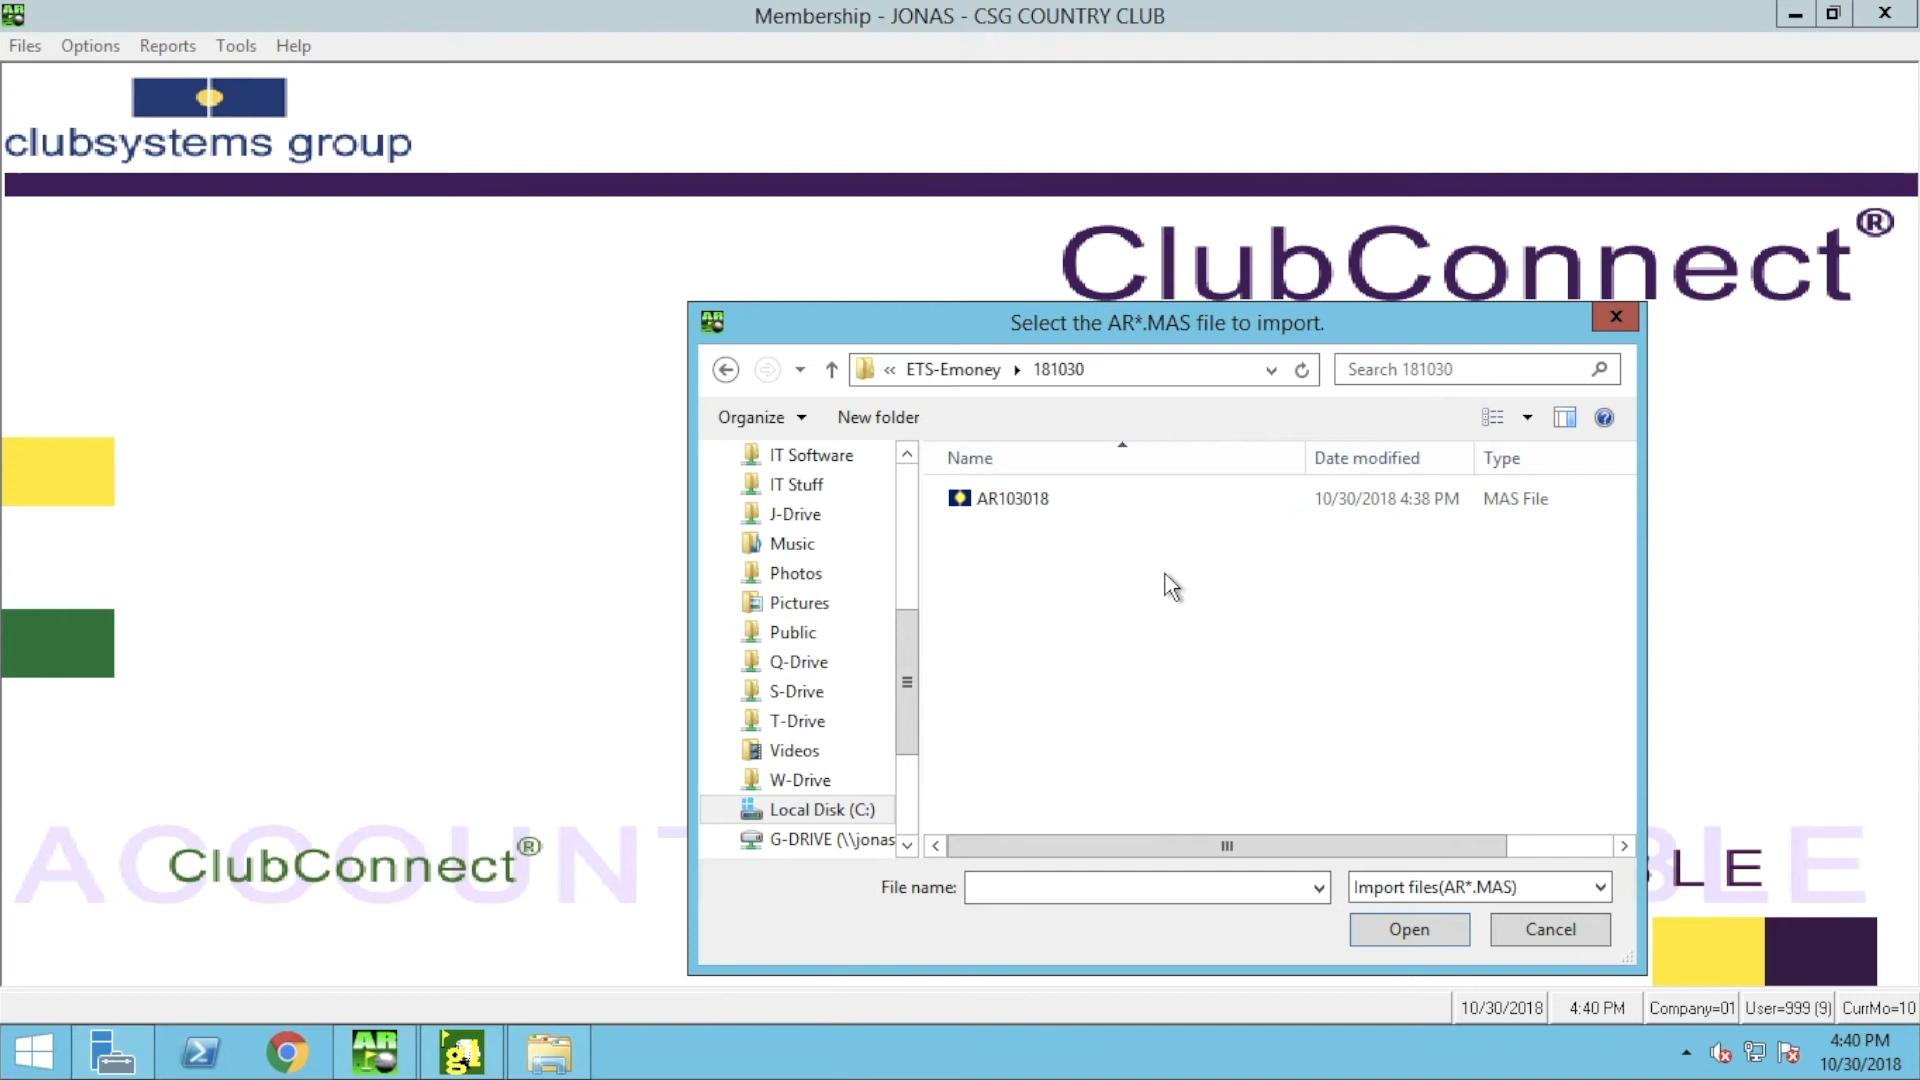 Membership - JONAS - CSG COUNTRY CLUB
Files Options Reports Tools Help
clubsystems group
ClubConnect®
Select the AR*.MAS file to import.
« ETS-Emoney 181030
Search 181030
Organize New folder
Name Date modified Type
AR103018 10/30/2018 4:38 PM MAS File
IT Software
IT Stuff
J-Drive
Music
Photos
Pictures
Public
Q-Drive
S-Drive
T-Drive
Videos
W-Drive
Local Disk (C:)
G-DRIVE (\\jonas
File name: Import files(AR*.MAS)
Open Cancel
ACCOUNT BLE
ClubConnect®
LE
10/30/2018 4:40 PM Company=01 User=999 (9) CurrMo=10
AR
g
4:40 PM
10/30/2018